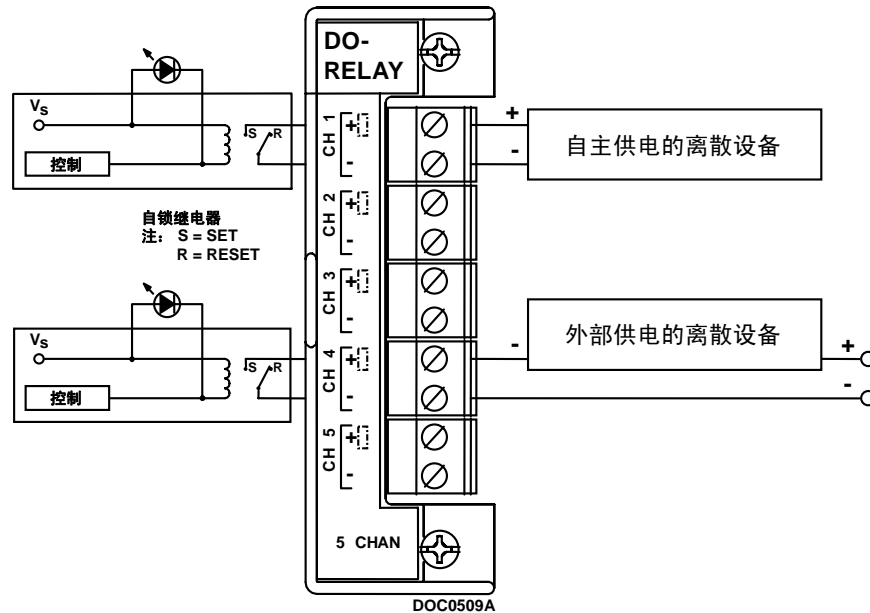 DO-
RELAY
Vs
控制
S R
自锁继电器
注： S = SET
R = RESET
Vs
控制
S R
CH 1
+
-
CH 2
+
-
CH 3
+
-
CH 4
+
-
CH 5
+
-
5 CHAN
+
-
自主供电的离散设备
-
外部供电的离散设备
+
-
DOC0509A